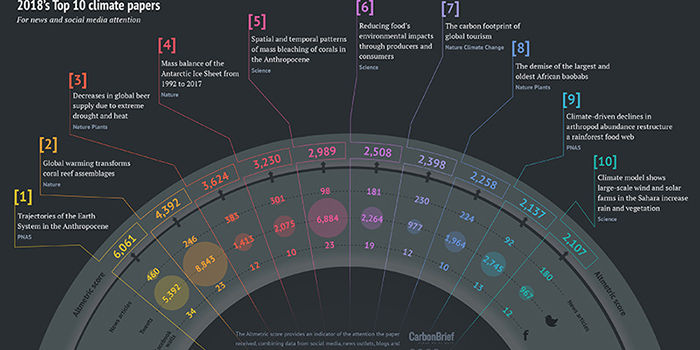 2018's Top 10 climate papers
For news and social media attention
[1]
Trajectories of the Earth
System in the Anthropocene
PNAS
[2]
Global warming transforms
coral reef assemblages
Nature
[3]
Decreases in global beer
supply due to extreme
drought and heat
Nature Plants
[4]
Mass balance of the
Antarctic Ice Sheet from
1992 to 2017
Nature
[5]
Spatial and temporal patterns
of mass bleaching of corals
in the Anthropocene
Science
[6]
Reducing food's
environmental impacts
through producers and
consumers
Science
[7]
The carbon footprint of
global tourism
Nature Climate Change
[8]
The demise of the largest and
oldest African baobabs
Nature Plants
[9]
Climate-driven declines in
arthropod abundance restructure
a rainforest food web
PNAS
[10]
Climate model shows
large-scale wind and solar
farms in the Sahara increase
rain and vegetation
Science
Altmetric score
6,061
4,392
3,624
3,230
2,989
2,508
2,398
2,258
2,137
2,107
Altmetric score
News articles
460
246
383
301
98
181
230
224
92
180
News articles
Tweets
5,392
8,843
1,413
2,075
6,884
2,264
977
1,964
2,745
967
34
23
12
10
23
19
12
10
13
12
f
The Altmetric score provides an indicator of the attention the paper
received, combining data from social media, news outlets, blogs and
CarbonBrief